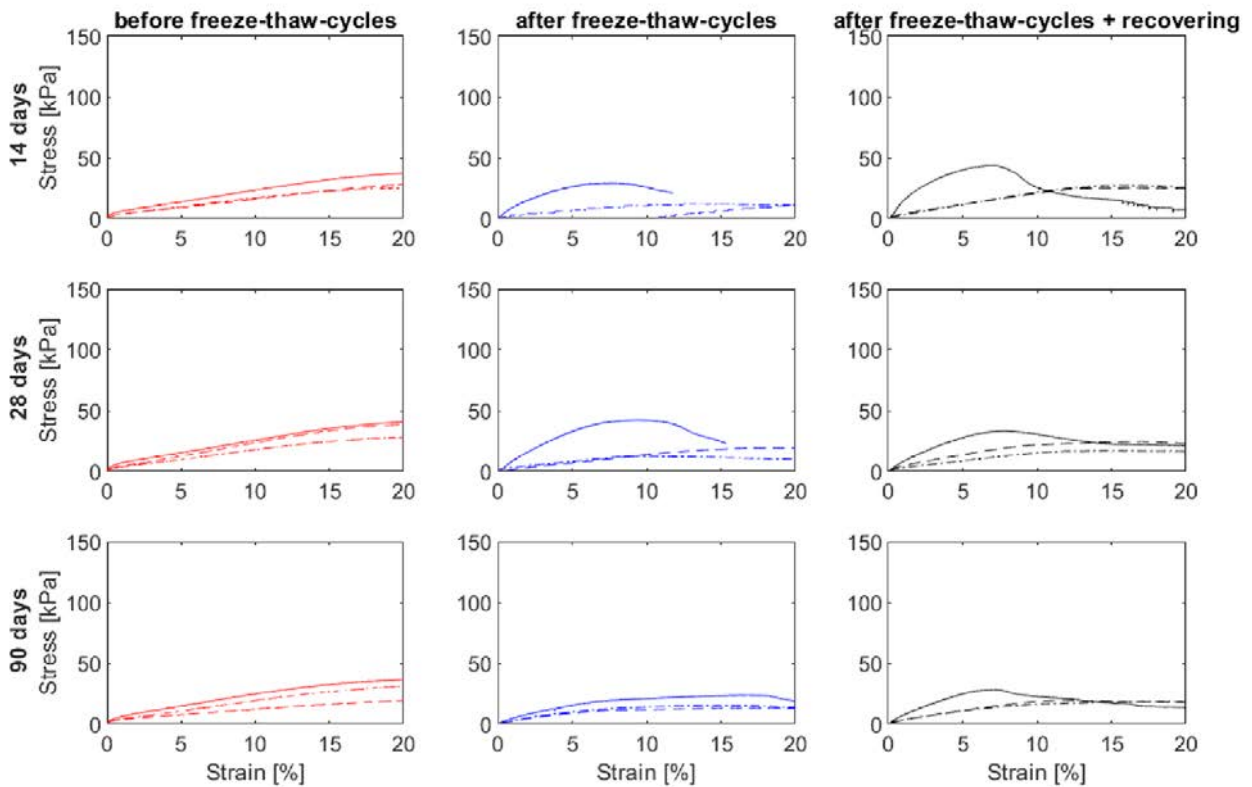 before freeze-thaw-cycles after freeze-thaw-cycles after freeze-thaw-cycles + recovering
14 days
Stress [kPa]
150 150 150
100 100 100
50 50 50
0 0 0
0 5 10 15 20 0 5 10 15 20 0 5 10 15 20
28 days
Stress [kPa]
150 150 150
100 100 100
50 50 50
0 0 0
0 5 10 15 20 0 5 10 15 20 0 5 10 15 20
90 days
Stress [kPa]
150 150 150
100 100 100
50 50 50
0 0 0
0 5 10 15 20 0 5 10 15 20 0 5 10 15 20
Strain [%] Strain [%] Strain [%]